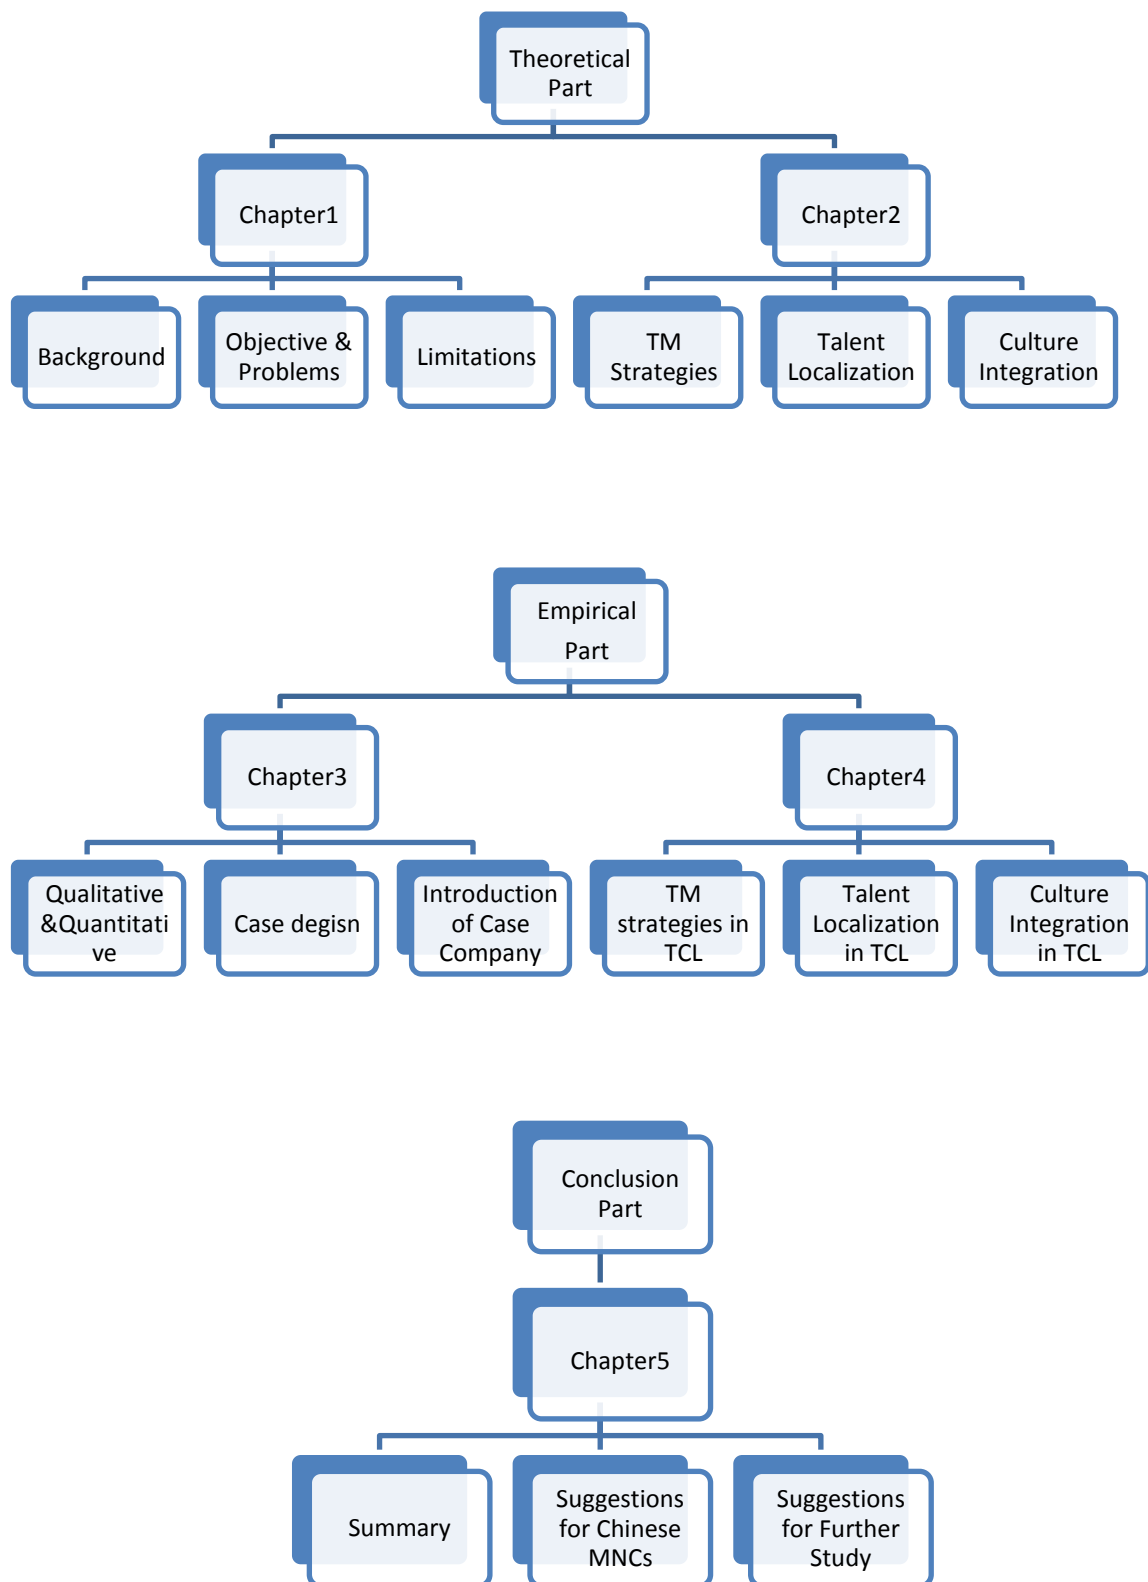 Theoretical
Part
Chapter1
Chapter2
Background
Objective &
Problems
Limitations
TM
Strategies
Talent
Localization
Culture
Integration
Empirical
Part
Chapter3
Chapter4
Qualitative
&Quantitati
ve
Case degisn
Introduction
of Case
Company
TM
strategies in
TCL
Talent
Localization
in TCL
Culture
Integration
in TCL
Conclusion
Part
Chapter5
Summary
Suggestions
for Chinese
MNCs
Suggestions
for Further
Study